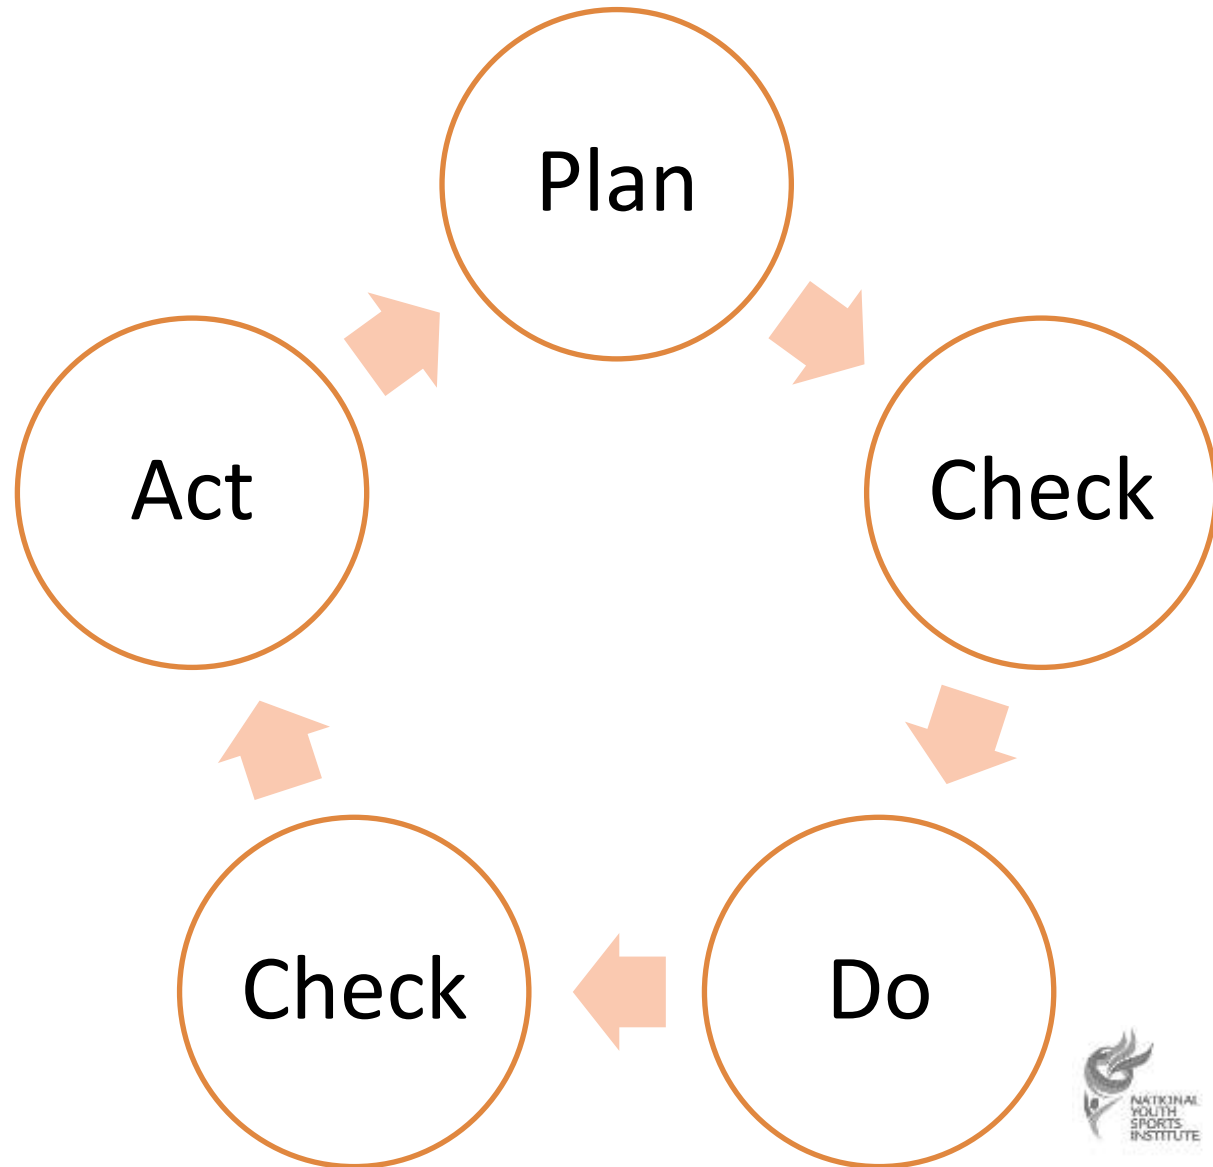 Plan
Check
Do
Check
Act
NATIONAL
YOUTH
SPORTS
INSTITUTE